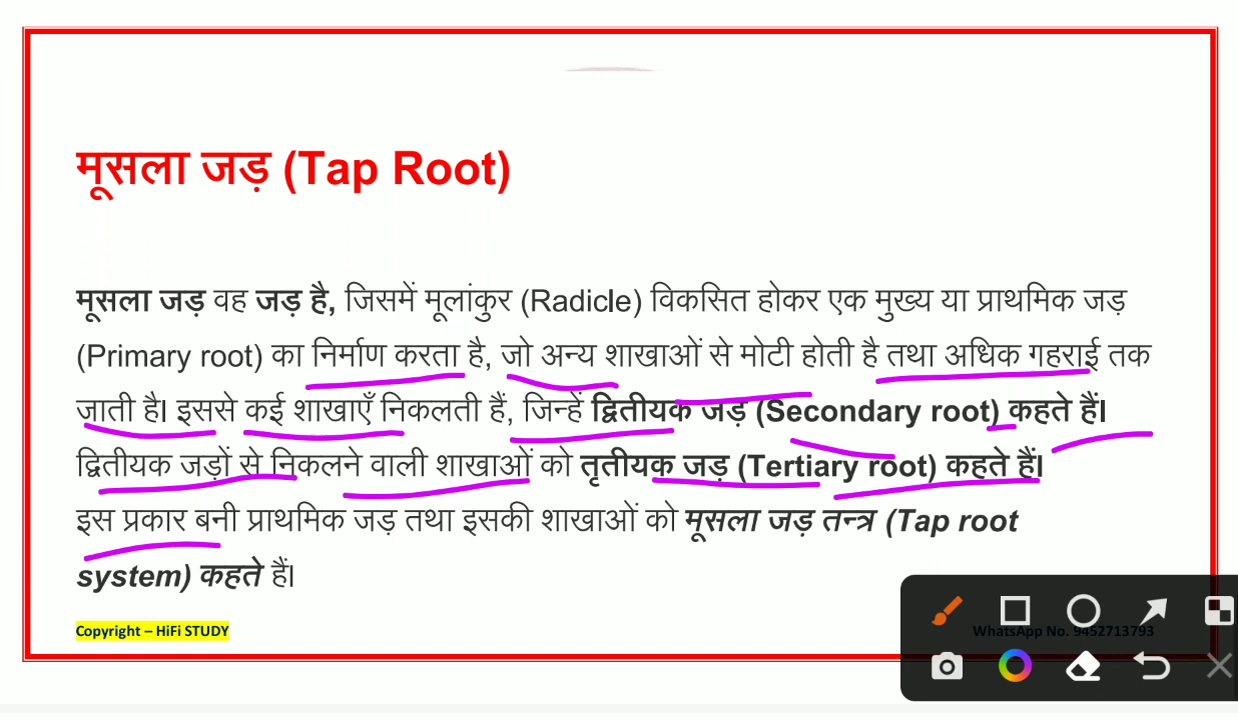 मूसला जड़ (Tap Root)
मूसला जड़ वह जड़ है, जिसमें मूलांकुर (Radicle) विकसित होकर एक मुख्य या प्राथमिक जड़
(Primary root) का निर्माण करता है, जो अन्य शाखाओं से मोटी होती है तथा अधिक गहराई तक
जाती है। इससे कई शाखाएँ निकलती हैं, जिन्हें द्वितीयक जड़ (Secondary root) कहते हैं।
द्वितीयक जड़ों से निकलने वाली शाखाओं को तृतीयक जड़ (Tertiary root) कहते हैं।
इस प्रकार बनी प्राथमिक जड़ तथा इसकी शाखाओं को मूसला जड़ तन्त्र (Tap root
system) कहते हैं।
Copyright – HiFi STUDY
WhatsApp No. 9452713793